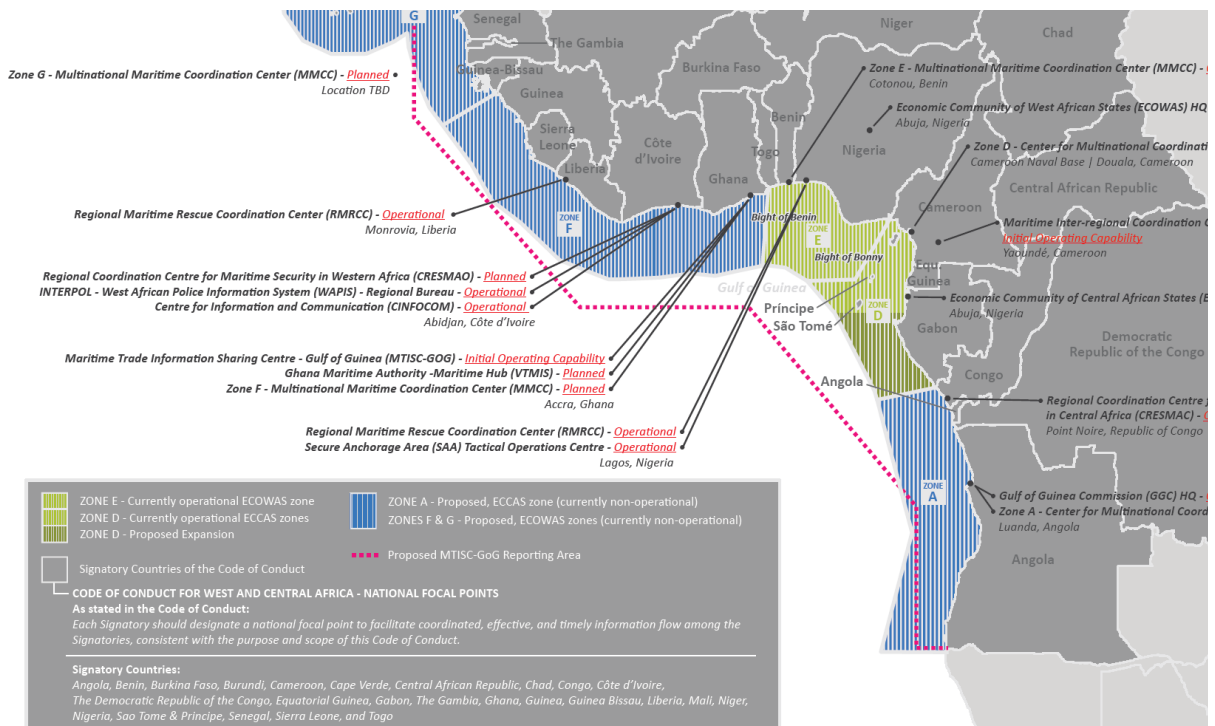 G
Senegal
The Gambia
Guinea-Bissau
Guinea
Sierra
Leone
Liberia
Côte
d'Ivoire
Burkina Faso
Ghana
Togo
Benin
Niger
Nigeria
Chad
Cameroon
Central African Republic
Equ.
Guinea
Gabon
Congo
Democratic
Republic of the Congo
Angola
Angola
Príncipe
São Tomé
Gulf of Guinea
Bight of Benin
Bight of Bonny
ZONE
F
ZONE
E
ZONE
D
ZONE
A
Zone G - Multinational Maritime Coordination Center (MMCC) - Planned
Location TBD
Regional Maritime Rescue Coordination Center (RMRCC) - Operational
Monrovia, Liberia
Regional Coordination Centre for Maritime Security in Western Africa (CRESMAO) - Planned
INTERPOL - West African Police Information System (WAPIS) - Regional Bureau - Operational
Centre for Information and Communication (CINFOCOM) - Operational
Abidjan, Côte d'Ivoire
Maritime Trade Information Sharing Centre - Gulf of Guinea (MTISC-GOG) - Initial Operating Capability
Ghana Maritime Authority -Maritime Hub (VTMIS) - Planned
Zone F - Multinational Maritime Coordination Center (MMCC) - Planned
Accra, Ghana
Regional Maritime Rescue Coordination Center (RMRCC) - Operational
Secure Anchorage Area (SAA) Tactical Operations Centre - Operational
Lagos, Nigeria
Zone E - Multinational Maritime Coordination Center (MMCC) -
Cotonou, Benin
Economic Community of West African States (ECOWAS) HQ
Abuja, Nigeria
Zone D - Center for Multinational Coordinati
Cameroon Naval Base | Douala, Cameroon
Maritime Inter-regional Coordination
Initial Operating Capability
Yaoundé, Cameroon
Economic Community of Central African States (E
Abuja, Nigeria
Regional Coordination Centre
in Central Africa (CRESMAC) -
Point Noire, Republic of Congo
Gulf of Guinea Commission (GGC) HQ -
Zone A - Center for Multinational Coord
Luanda, Angola
ZONE E - Currently operational ECOWAS zone
ZONE D - Currently operational ECCAS zones
ZONE D - Proposed Expansion
ZONE A - Proposed, ECCAS zone (currently non-operational)
ZONES F & G - Proposed, ECOWAS zones (currently non-operational)
Proposed MTISC-GoG Reporting Area
Signatory Countries of the Code of Conduct
CODE OF CONDUCT FOR WEST AND CENTRAL AFRICA - NATIONAL FOCAL POINTS
As stated in the Code of Conduct:
Each Signatory should designate a national focal point to facilitate coordinated, effective, and timely information flow among the
Signatories, consistent with the purpose and scope of this Code of Conduct.
Signatory Countries:
Angola, Benin, Burkina Faso, Burundi, Cameroon, Cape Verde, Central African Republic, Chad, Congo, Côte d'Ivoire,
The Democratic Republic of the Congo, Equatorial Guinea, Gabon, The Gambia, Ghana, Guinea, Guinea Bissau, Liberia, Mali, Niger,
Nigeria, Sao Tome & Principe, Senegal, Sierra Leone, and Togo